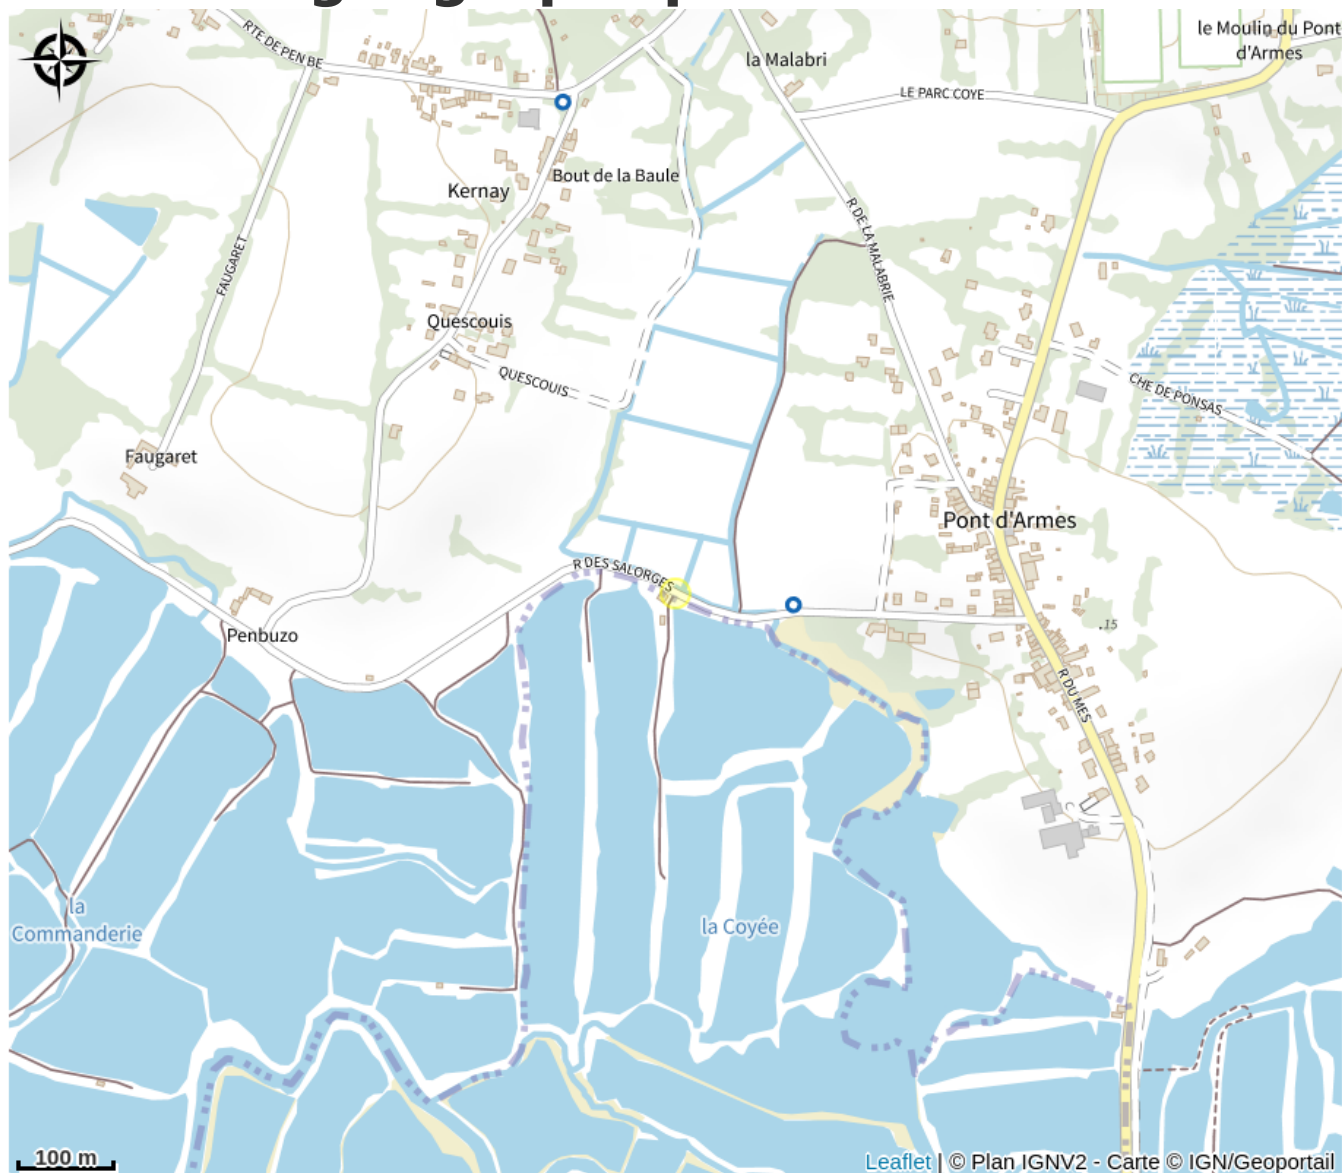 le Moulin du Pont
d'Armes
RTE DE PEN BE
la Malabri
LE PARC COYE
Bout de la Baule
Kernay
R DE LA MALABRIE
FAUGARET
Quescouis
QUESCOUIS
CHE DE PONSAS
Faugaret
Pont d'Armes
R DES SALORGES
Penbuzo
.15
R DU MES
la
Commanderie
la Coyée
100 m
Leaflet | © Plan IGNV2 - Carte © IGN/Geoportail